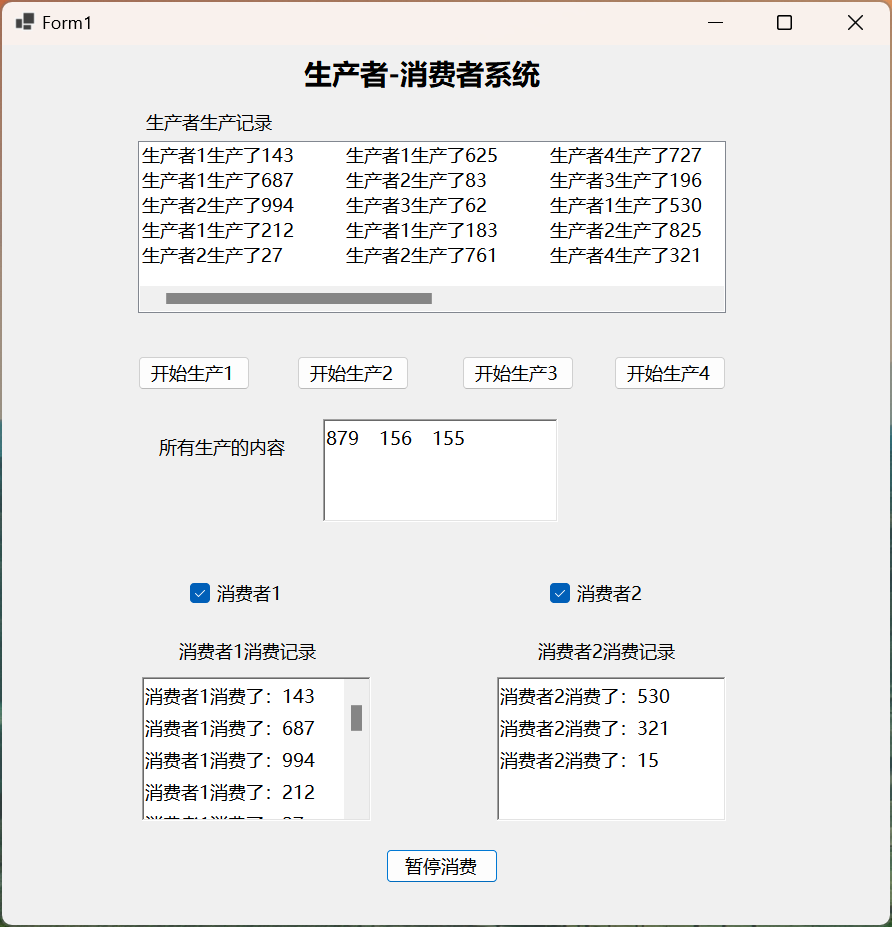 Form1
生产者-消费者系统
生产者生产记录
生产者1生产了143 生产者1生产了625 生产者4生产了727
生产者1生产了687 生产者2生产了83 生产者3生产了196
生产者2生产了994 生产者3生产了62 生产者1生产了530
生产者1生产了212 生产者1生产了183 生产者2生产了825
生产者2生产了27 生产者2生产了761 生产者4生产了321
开始生产1 开始生产2 开始生产3 开始生产4
所有生产的内容
879 156 155
消费者1 消费者2
消费者1消费记录 消费者2消费记录
消费者1消费了：143 消费者2消费了：530
消费者1消费了：687 消费者2消费了：321
消费者1消费了：994 消费者2消费了：15
消费者1消费了：212
暂停消费